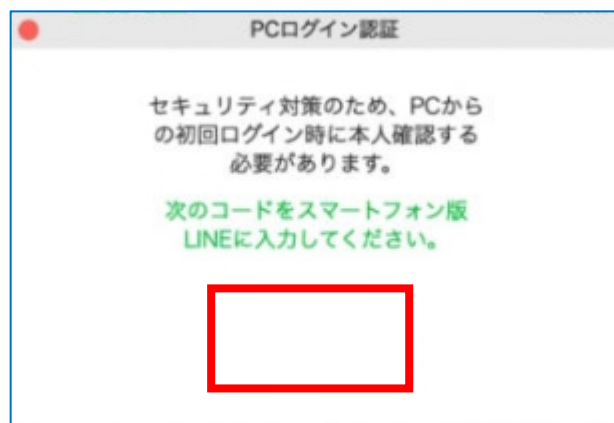 PCログイン認証
セキュリティ対策のため、PCから
の初回ログイン時に本人確認する
必要があります。
次のコードをスマートフォン版
LINEに入力してください。